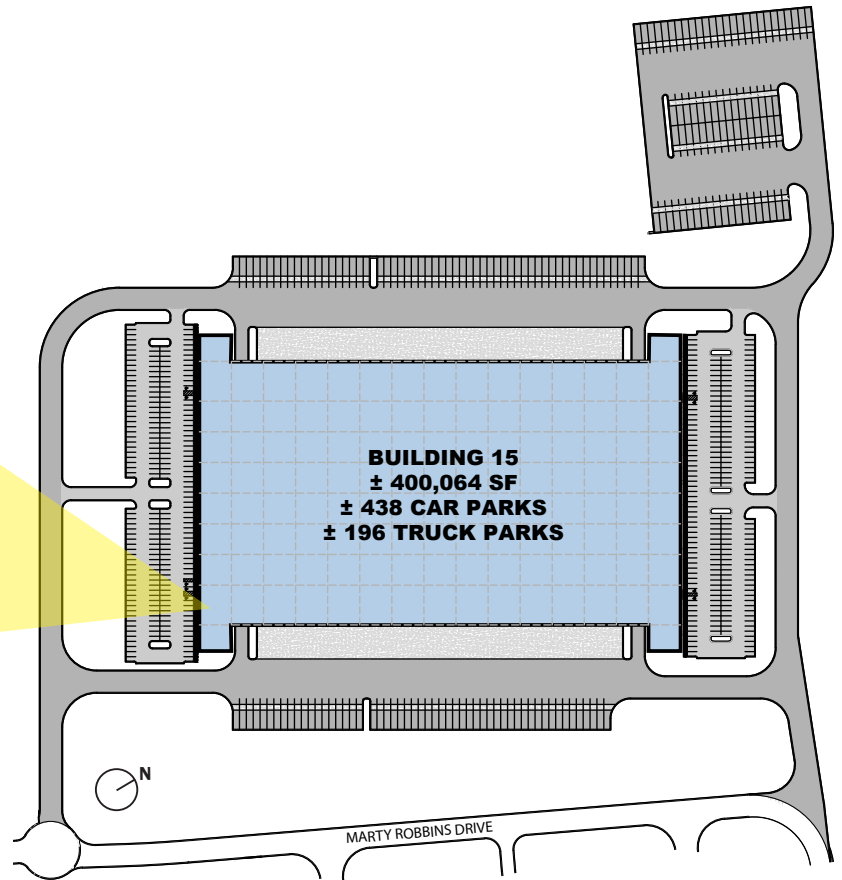 BUILDING 15
± 400,064 SF
± 438 CAR PARKS
± 196 TRUCK PARKS
N
MARTY ROBBINS DRIVE